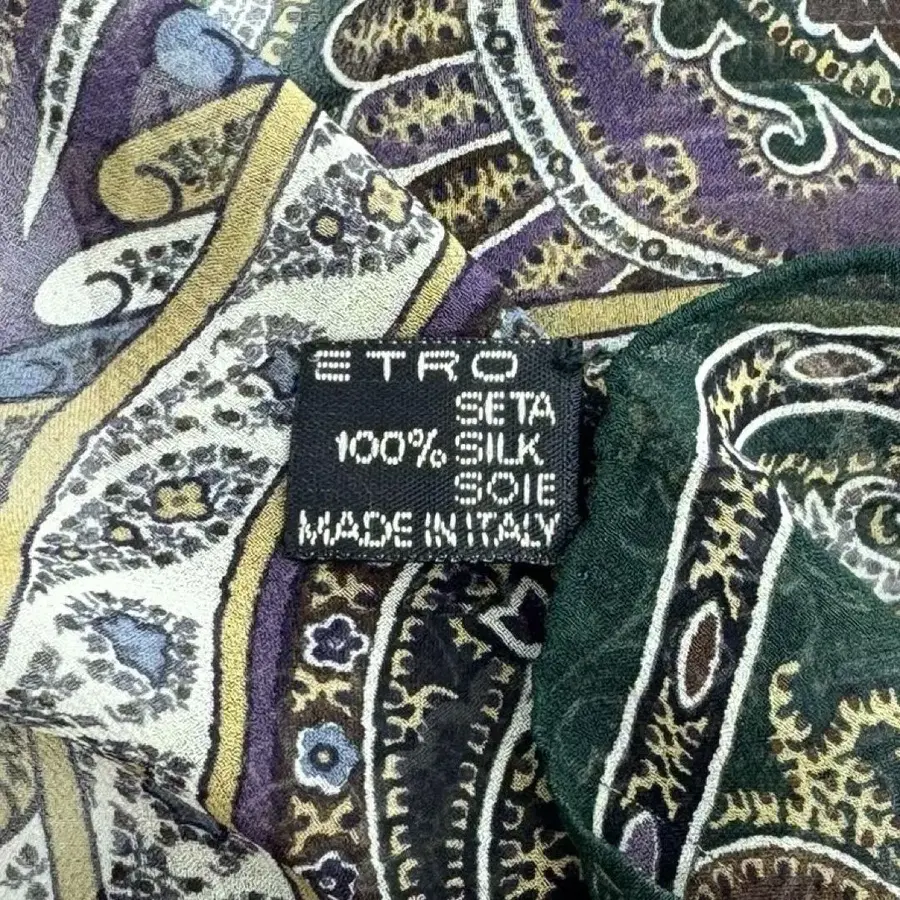 ETRO
SETA
100% SILK
SOIE
MADE IN ITALY